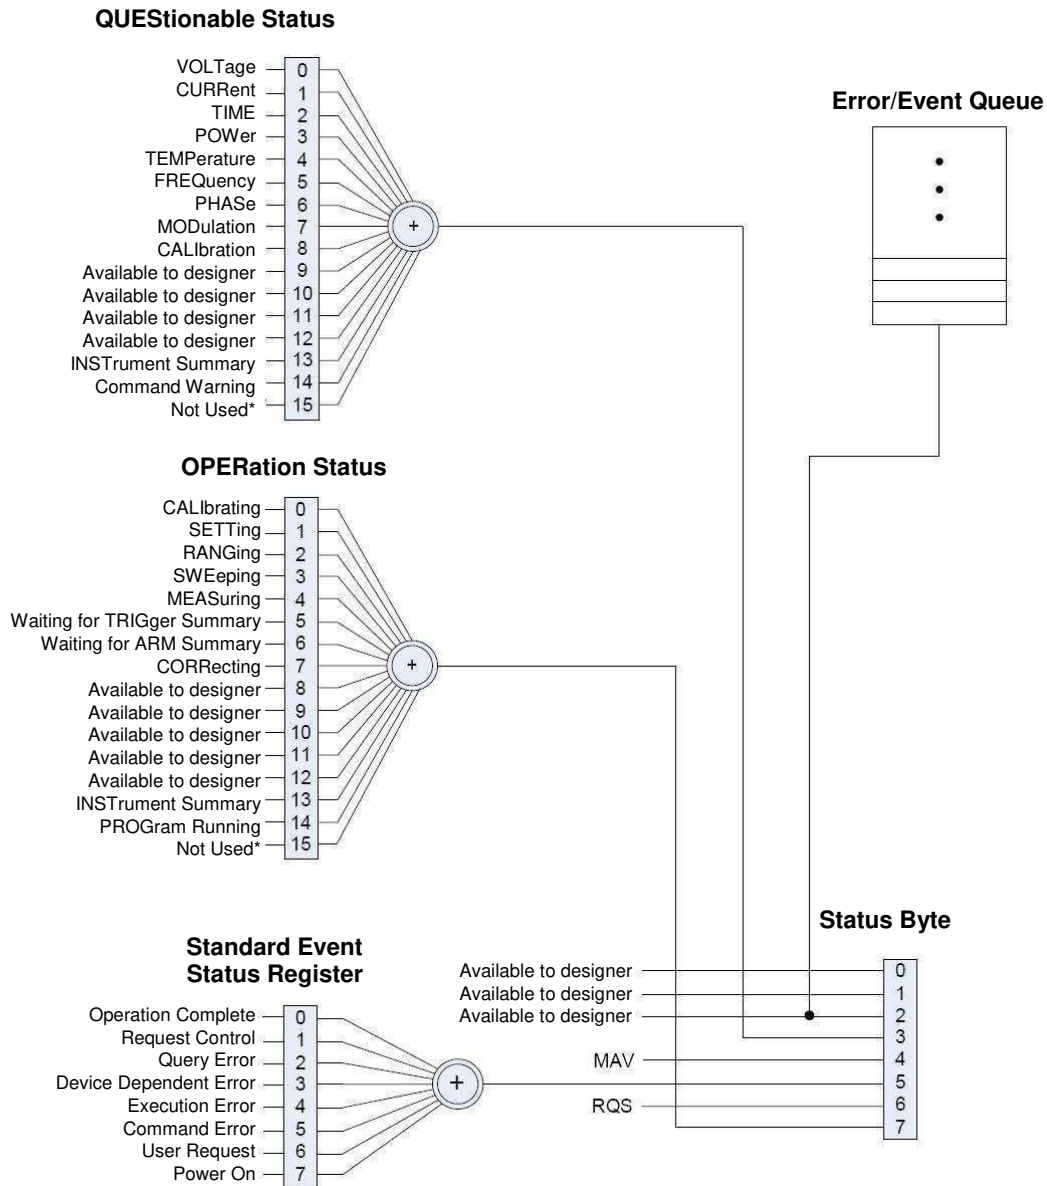 QUEStionable Status
VOLTage 0
CURRent 1
TIME 2
POWer 3
TEMPerature 4
FREQuency 5
PHASe 6
MODulation 7
CALIbration 8
Available to designer 9
Available to designer 10
Available to designer 11
Available to designer 12
INSTrument Summary 13
Command Warning 14
Not Used* 15
+
Error/Event Queue
OPERation Status
CALIbrating 0
SETTing 1
RANGing 2
SWEeping 3
MEASuring 4
Waiting for TRIGger Summary 5
Waiting for ARM Summary 6
CORRecting 7
Available to designer 8
Available to designer 9
Available to designer 10
Available to designer 11
Available to designer 12
INSTrument Summary 13
PROGram Running 14
Not Used* 15
+
Standard Event
Status Register
Operation Complete 0
Request Control 1
Query Error 2
Device Dependent Error 3
Execution Error 4
Command Error 5
User Request 6
Power On 7
+
Status Byte
Available to designer 0
Available to designer 1
Available to designer 2
3
MAV 4
5
RQS 6
7